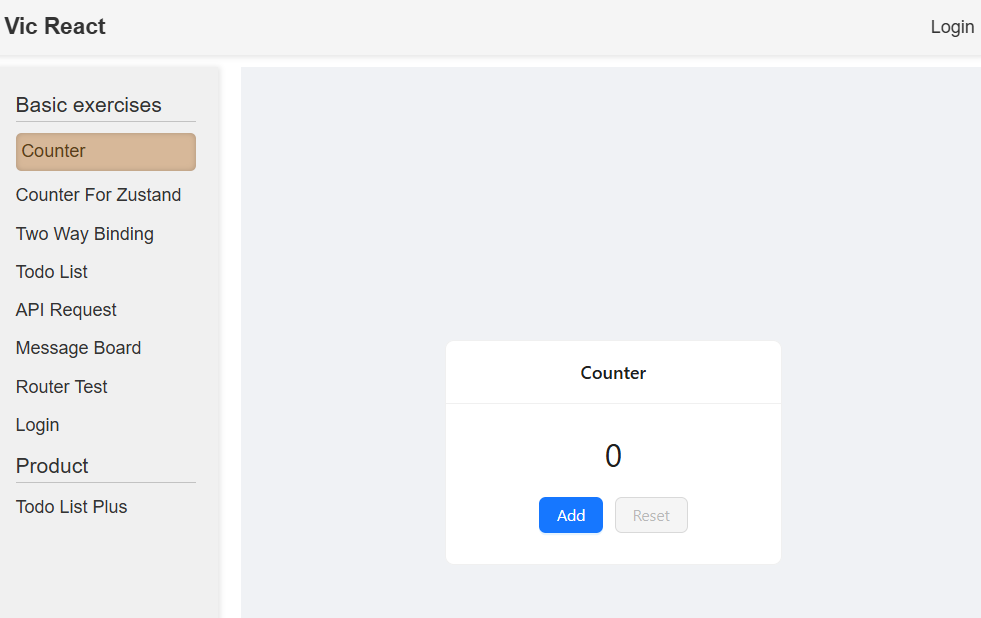 Vic React
Login
Basic exercises
Counter
Counter For Zustand
Two Way Binding
Todo List
API Request
Message Board
Router Test
Login
Product
Todo List Plus
Counter
0
Add Reset